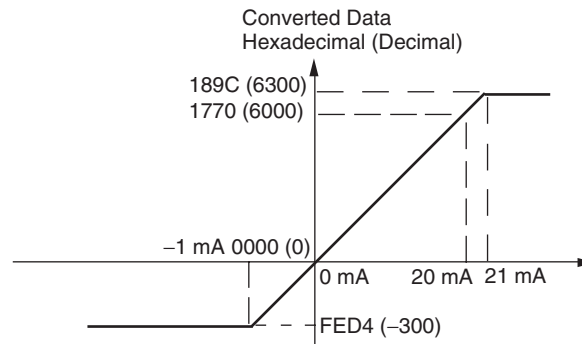 Converted Data
Hexadecimal (Decimal)
189C (6300)
1770 (6000)
−1 mA 0000 (0)
0 mA
20 mA
21 mA
FED4 (−300)